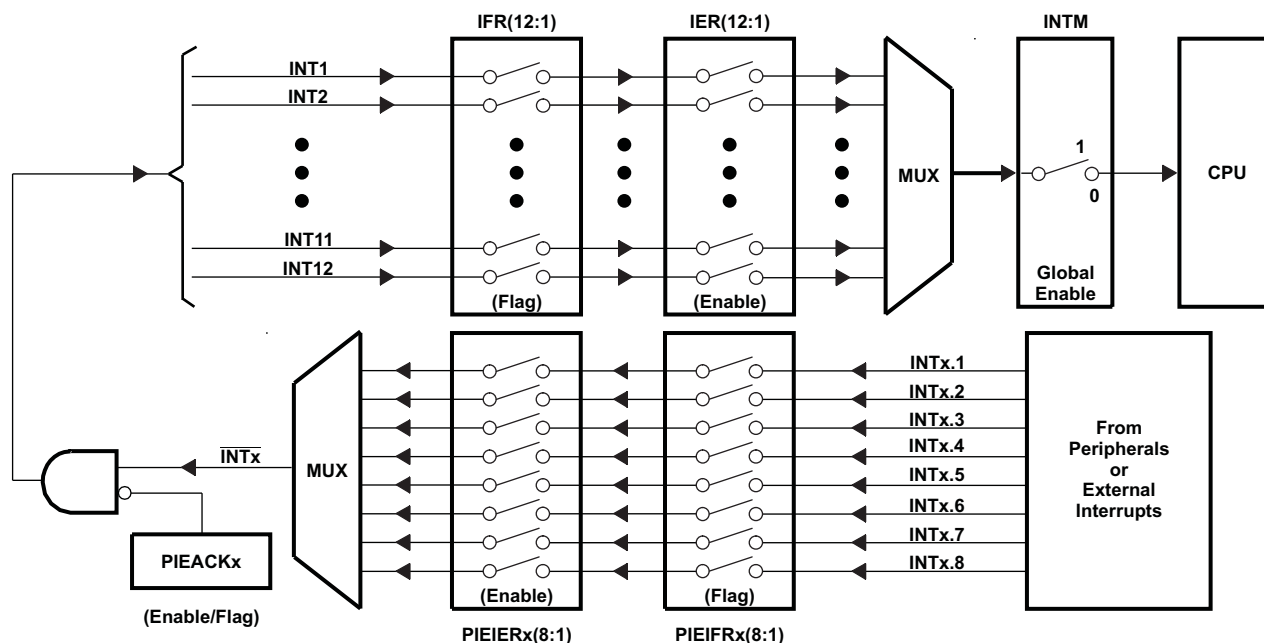 IFR(12:1)
IER(12:1)
INTM
INT1
INT2
1
MUX
CPU
0
INT11
INT12
Global
Enable
(Flag)
(Enable)
INTx.1
INTx.2
INTx.3
INTx.4
INTx.5
INTx.6
INTx.7
INTx.8
From
Peripherals
or
External
Interrupts
INTx
MUX
PIEACKx
(Enable/Flag)
(Enable)
(Flag)
PIEIERx(8:1)
PIEIFRx(8:1)